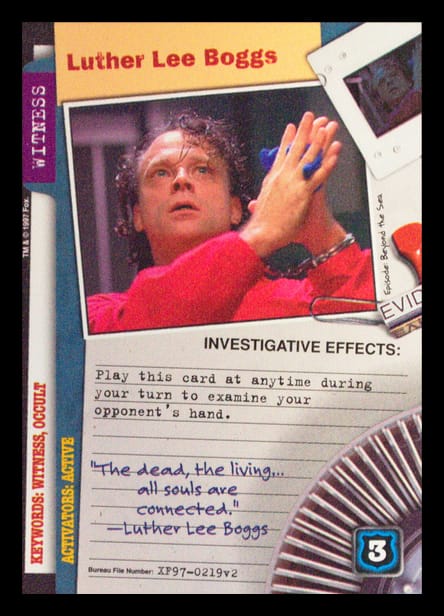 Luther Lee Boggs
WITNESS
TM & © 1997 Fox.
Episode: Beyond the Sea
EVID
INVESTIGATIVE EFFECTS:
Play this card at anytime during
your turn to examine your
opponent's hand.
"The dead, the living...
all souls are
connected."
—Luther Lee Boggs
KEYWORDS: WITNESS, OCCULT
ACTIVATORS: ACTIVE
Bureau File Number: XF97-0219v2
3